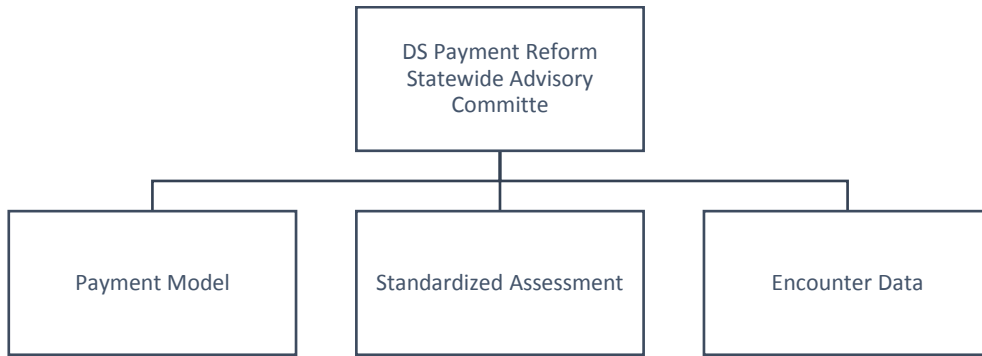 DS Payment Reform
Statewide Advisory
Committe
Payment Model
Standardized Assessment
Encounter Data